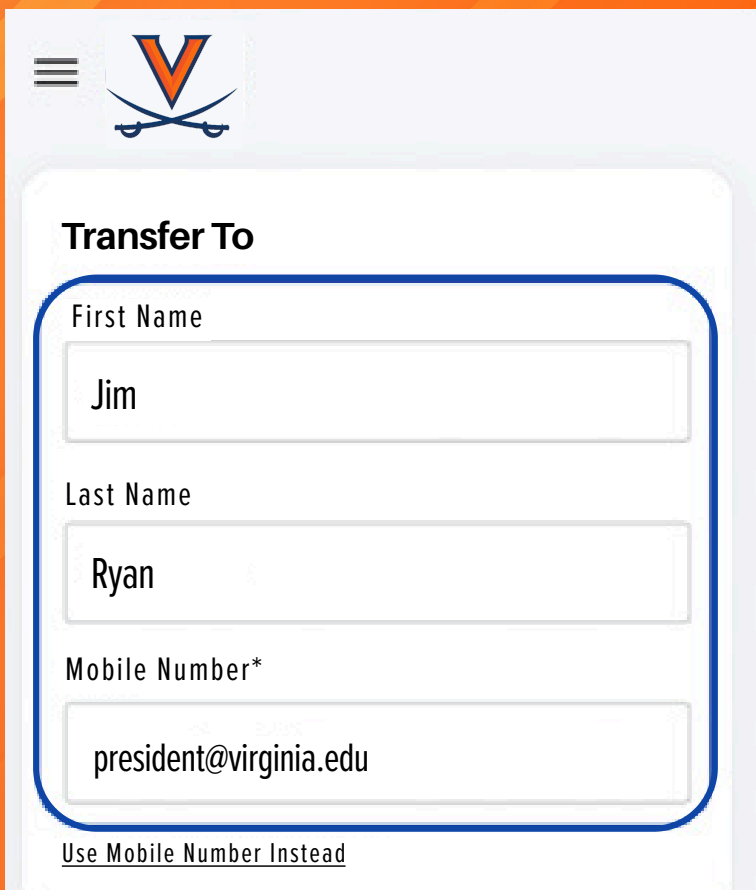 Transfer To
First Name
Jim
Last Name
Ryan
Mobile Number*
president@virginia.edu
Use Mobile Number Instead